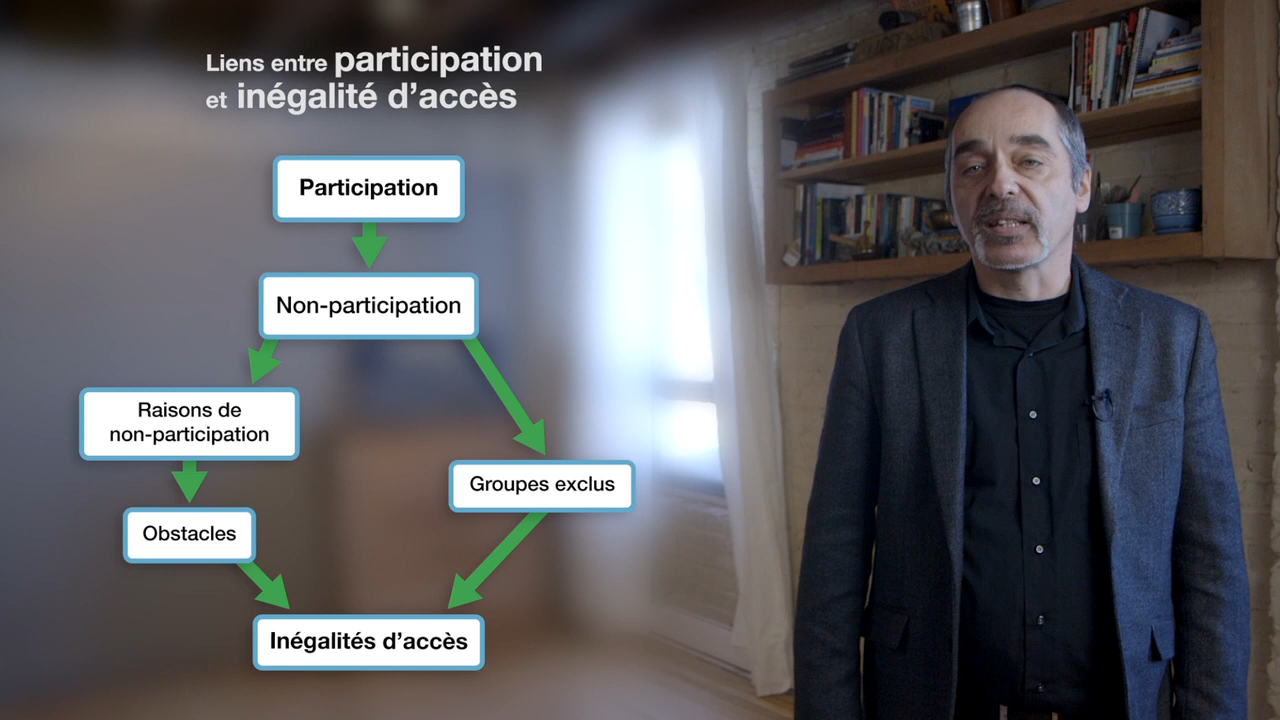 Liens entre participation
et inégalité d’accès
Participation
Non-participation
Raisons de
non-participation
Groupes exclus
Obstacles
Inégalités d’accès